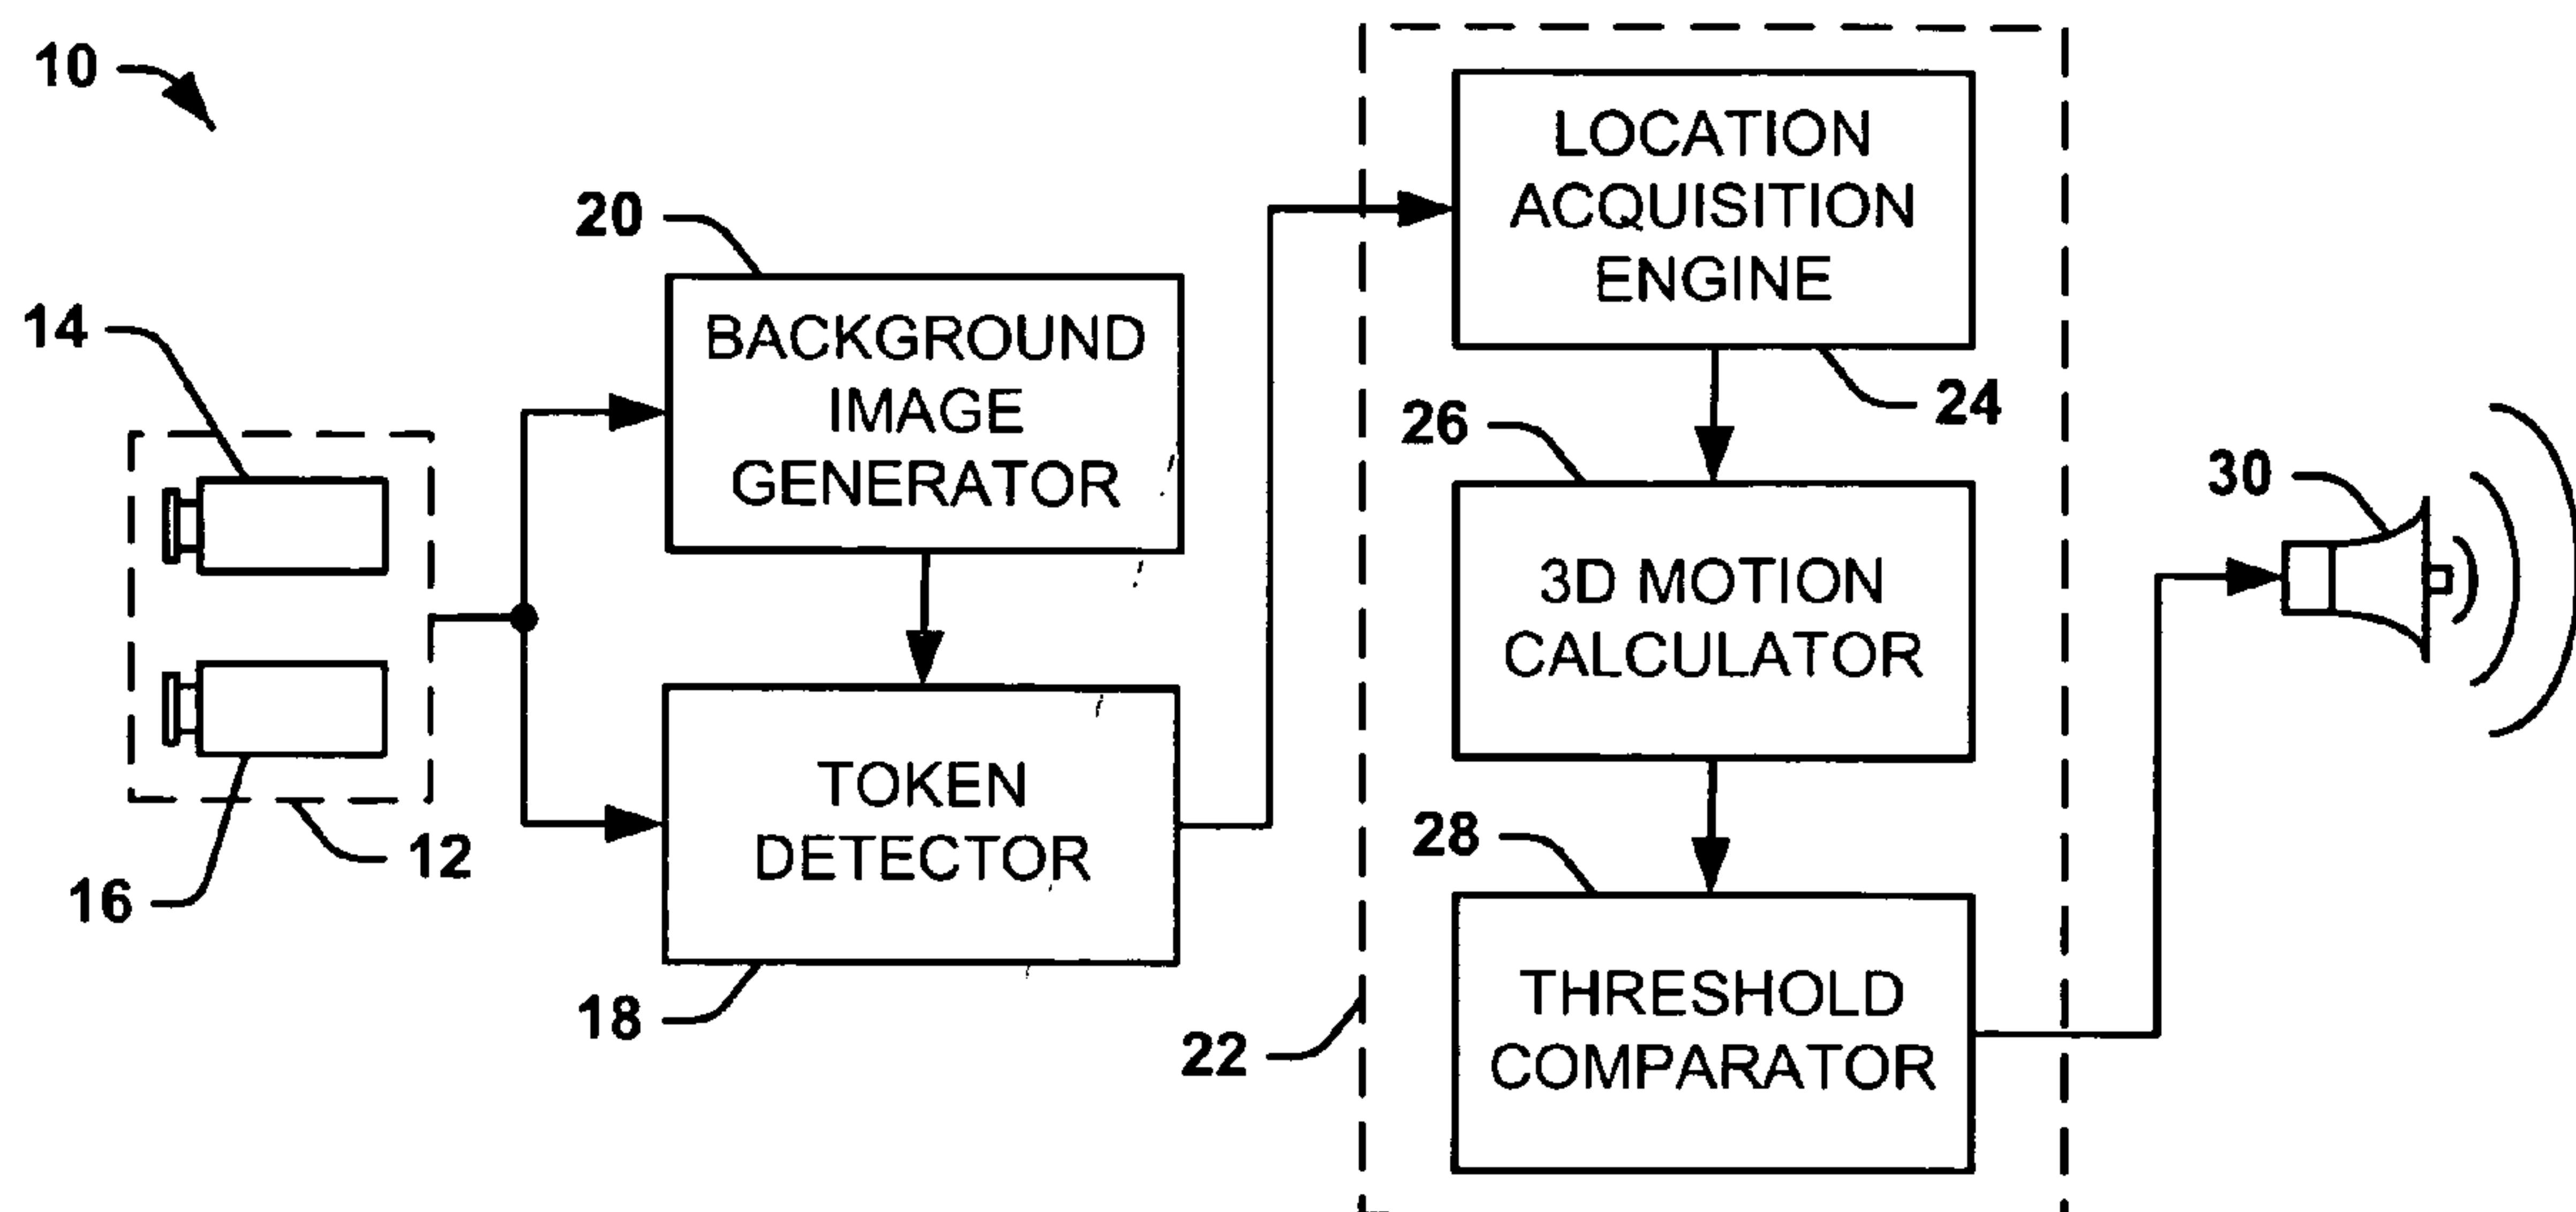 10
20
BACKGROUND
IMAGE
GENERATOR
14
16
12
TOKEN
DETECTOR
18
LOCATION
ACQUISITION
ENGINE
24
26
3D MOTION
CALCULATOR
28
THRESHOLD
COMPARATOR
22
30